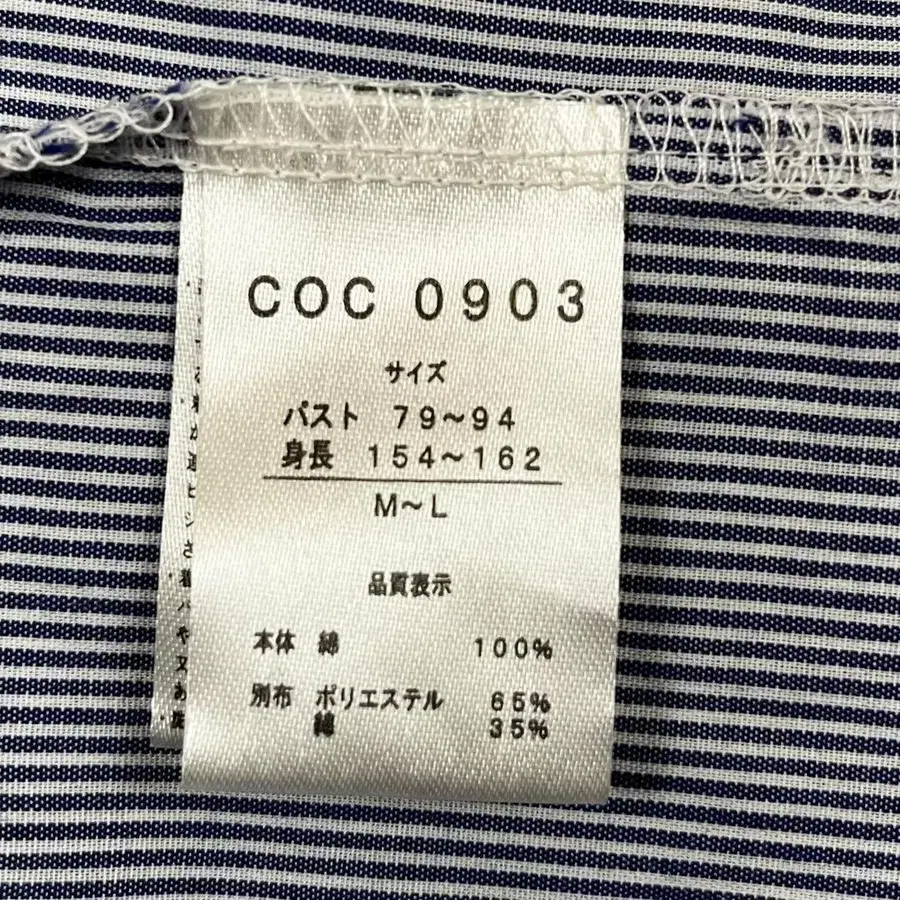 COC 0903
サイズ
バスト 79〜94
身長 154〜162
M〜L
品質表示
本体 綿 100%
別布 ポリエステル 65%
綿 35%